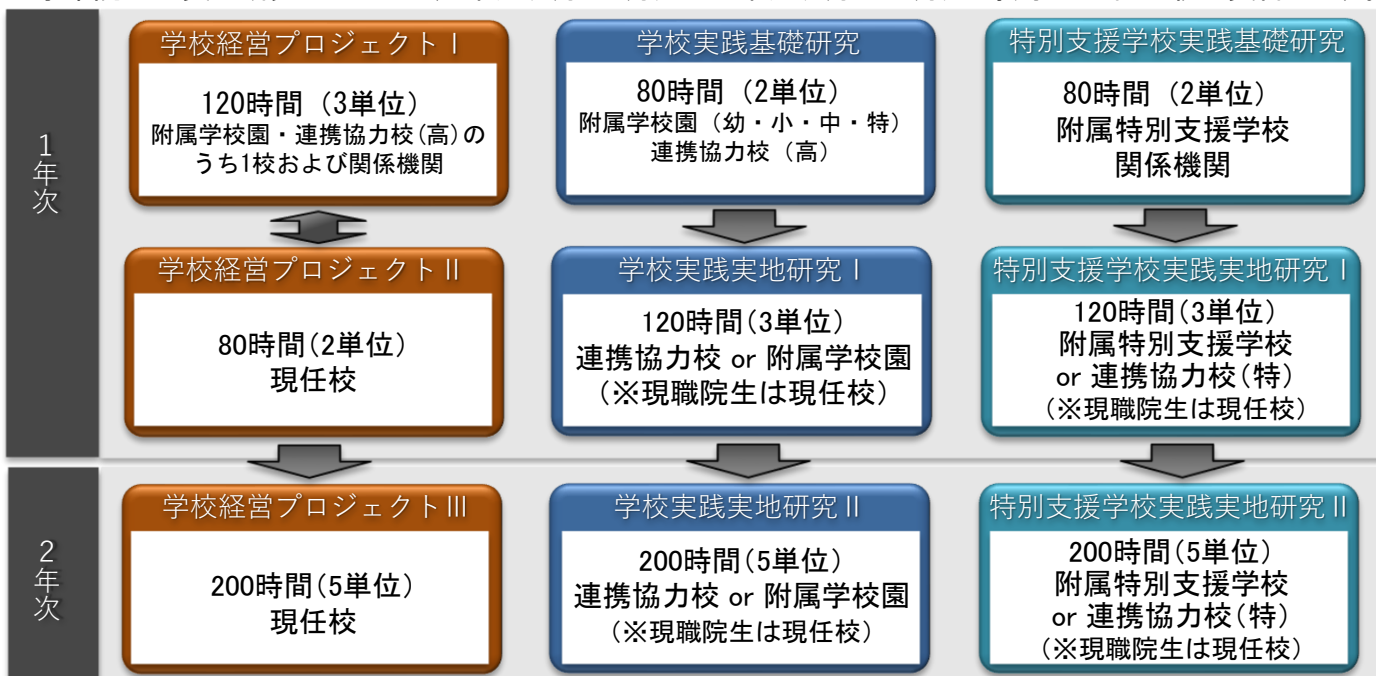 1年次
学校経営プロジェクトⅠ
120時間（3単位）
附属学校園・連携協力校(高)の
うち1校および関係機関
学校実践基礎研究
80時間（2単位）
附属学校園（幼・小・中・特）
連携協力校（高）
特別支援学校実践基礎研究
80時間（2単位）
附属特別支援学校
関係機関
学校経営プロジェクトⅡ
80時間(2単位)
現任校
学校実践実地研究Ⅰ
120時間(3単位)
連携協力校 or 附属学校園
(※現職院生は現任校)
特別支援学校実践実地研究Ⅰ
120時間(3単位)
附属特別支援学校
or 連携協力校(特)
(※現職院生は現任校)
2年次
学校経営プロジェクトⅢ
200時間(5単位)
現任校
学校実践実地研究Ⅱ
200時間(5単位)
連携協力校 or 附属学校園
(※現職院生は現任校)
特別支援学校実践実地研究Ⅱ
200時間(5単位)
附属特別支援学校
or 連携協力校(特)
(※現職院生は現任校)